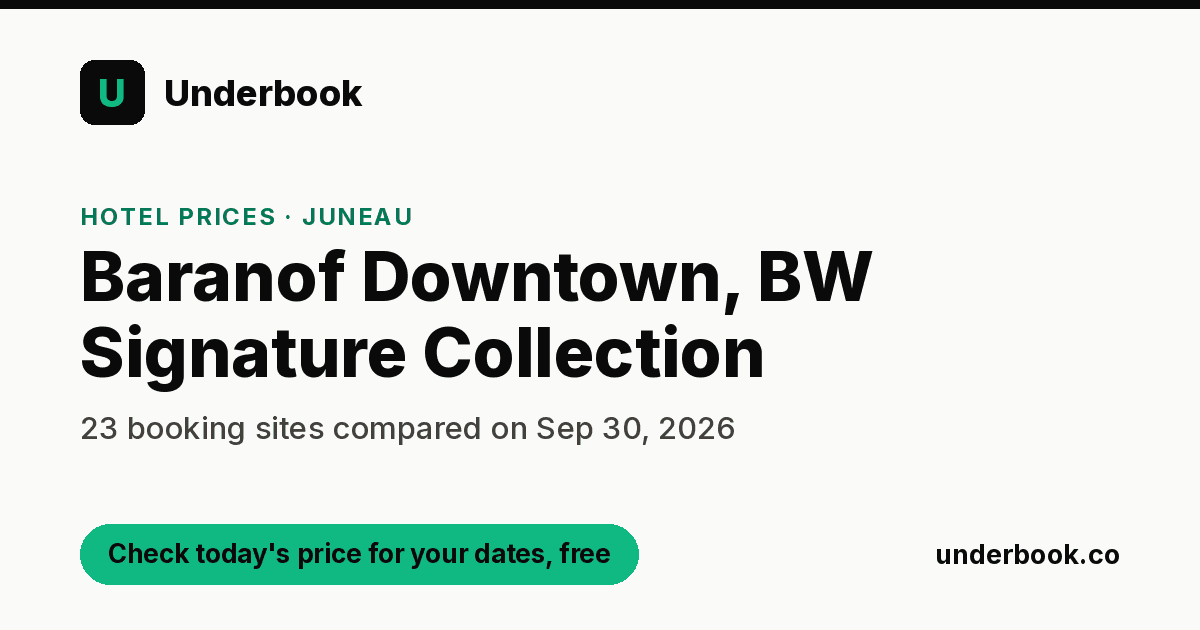 U
Underbook
HOTEL PRICES · JUNEAU
Baranof Downtown, BW
Signature Collection
23 booking sites compared on Sep 30, 2026
Check today's price for your dates, free
underbook.co